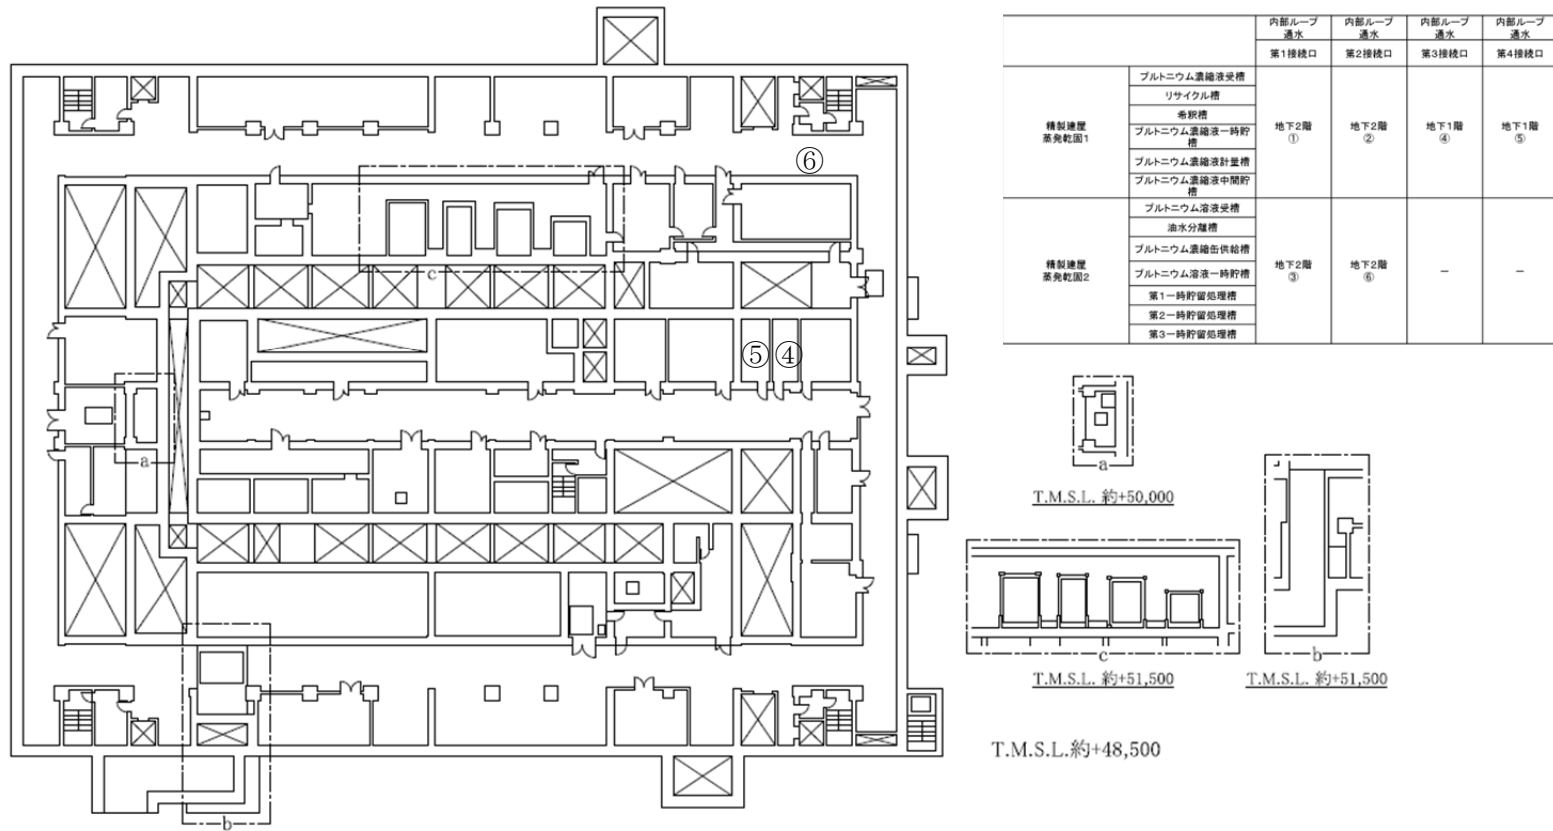 内部ループ
通水
内部ループ
通水
内部ループ
通水
内部ループ
通水
第1接続口
第2接続口
第3接続口
第4接続口
精製建屋
蒸発乾固1
プルトニウム濃縮液受槽
リサイクル槽
希釈槽
プルトニウム濃縮液一時貯
槽
プルトニウム濃縮液計量槽
プルトニウム濃縮液中間貯
槽
地下2階
①
地下2階
②
地下1階
④
地下1階
⑤
精製建屋
蒸発乾固2
プルトニウム溶液受槽
油水分離槽
プルトニウム濃縮缶供給槽
プルトニウム溶液一時貯槽
第1一時貯留処理槽
第2一時貯留処理槽
第3一時貯留処理槽
地下2階
③
地下2階
⑥
－
－
⑥
c
⑤
④
a
b
a
T.M.S.L. 約+50,000
c
T.M.S.L. 約+51,500
b
T.M.S.L. 約+51,500
T.M.S.L.約+48,500